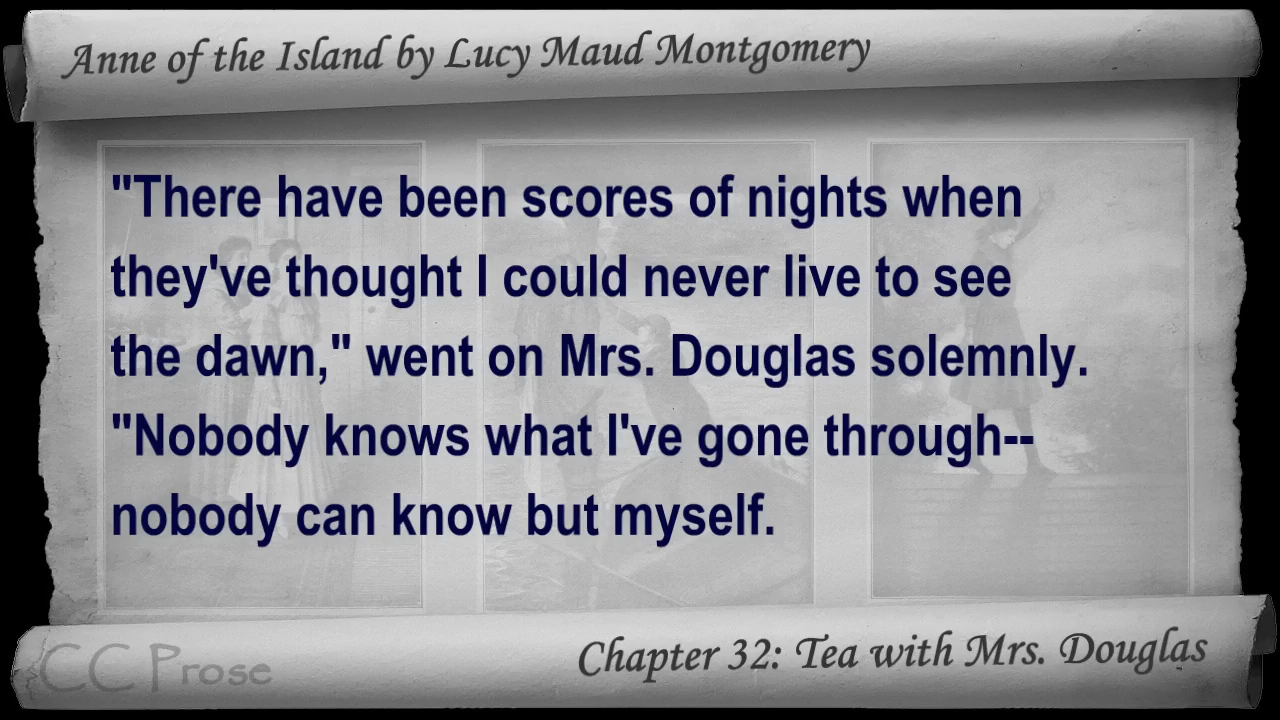 Anne of the Island by Lucy Maud Montgomery
"There have been scores of nights when
they've thought I could never live to see
the dawn," went on Mrs. Douglas solemnly.
"Nobody knows what I've gone through--
nobody can know but myself.
CC Prose
Chapter 32: Tea with Mrs. Douglas